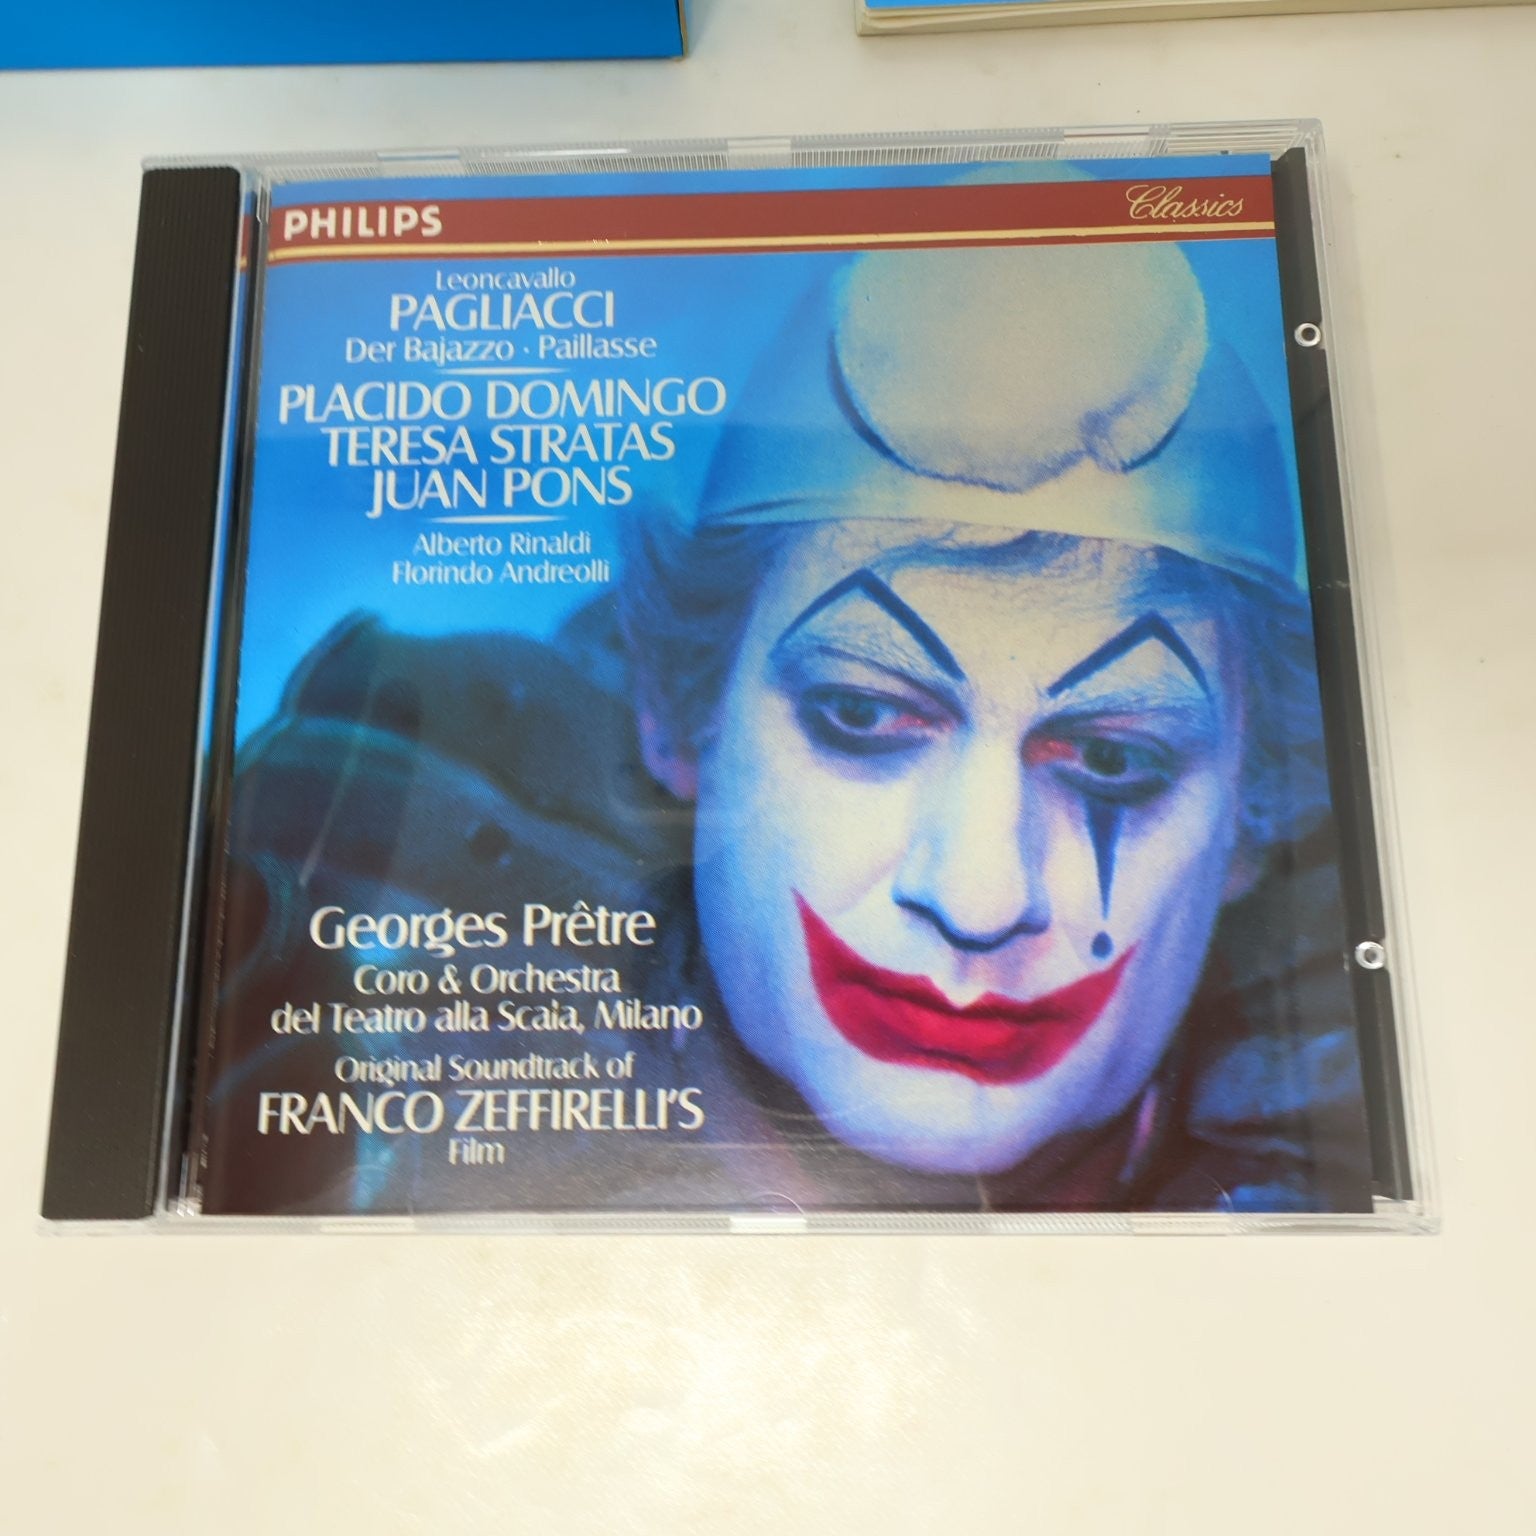 PHILIPS
Classics
Leoncavallo
PAGLIACCI
Der Bajazzo · Paillasse
PLACIDO DOMINGO
TERESA STRATAS
JUAN PONS
Alberto Rinaldi
Florindo Andreolli
Georges Prêtre
Coro & Orchestra
del Teatro alla Scala, Milano
Original Soundtrack of
FRANCO ZEFFIRELLI'S
Film